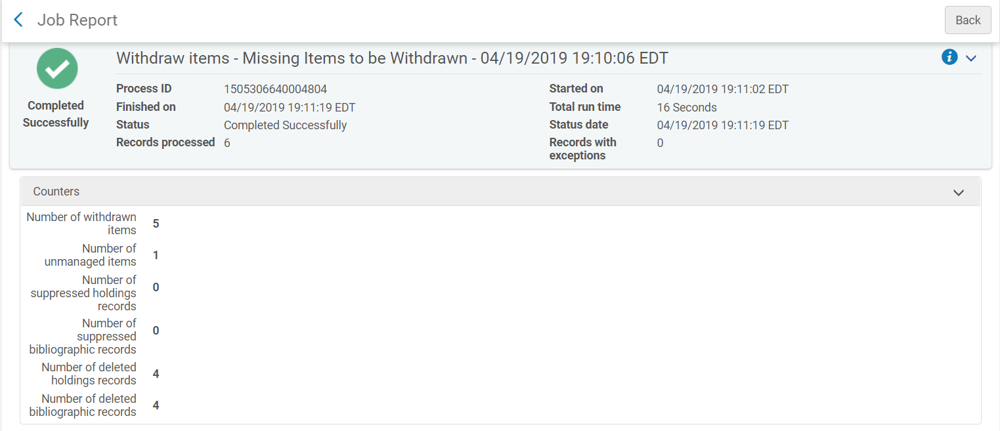 Job Report
Back
Withdraw items - Missing Items to be Withdrawn - 04/19/2019 19:10:06 EDT
Completed
Successfully
Process ID 1505306640004804
Started on 04/19/2019 19:11:02 EDT
Finished on 04/19/2019 19:11:19 EDT
Total run time 16 Seconds
Status Completed Successfully
Status date 04/19/2019 19:11:19 EDT
Records processed 6
Records with
exceptions
0
Counters
Number of withdrawn
items
5
Number of
unmanaged items
1
Number of
suppressed holdings
records
0
Number of
suppressed
bibliographic records
0
Number of deleted
holdings records
4
Number of deleted
bibliographic records
4